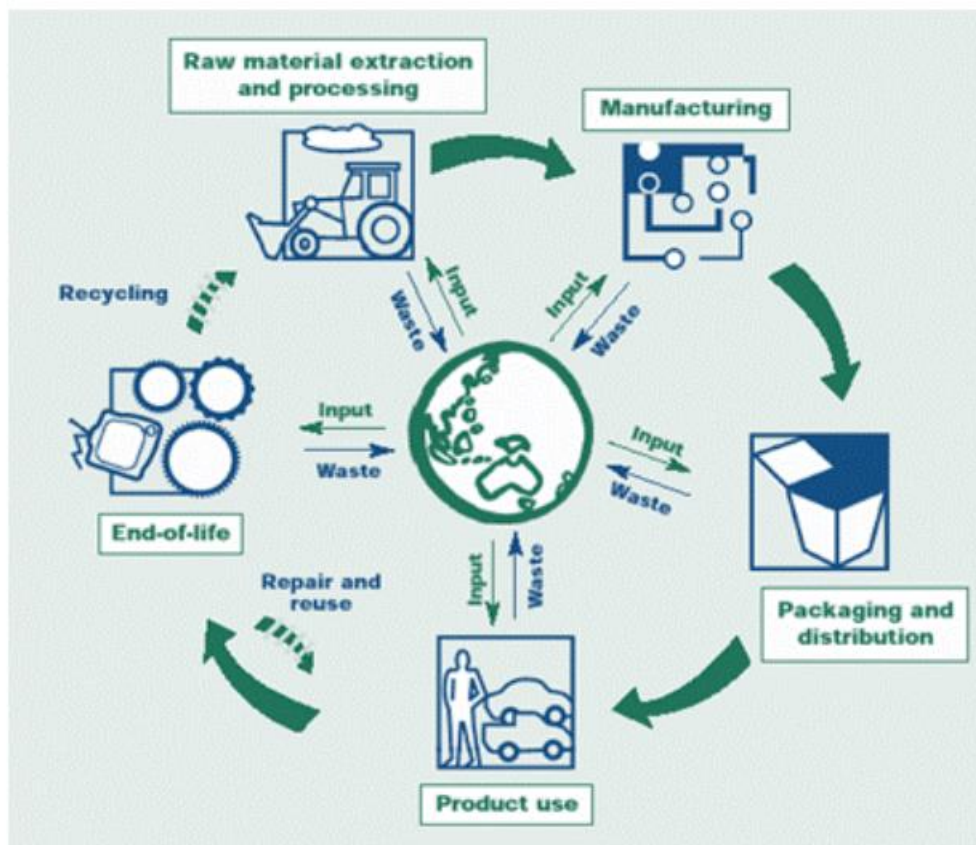 Raw material extraction
and processing
Manufacturing
Recycling
Input
Waste
Input
Waste
Input
Waste
Input
Waste
End-of-life
Repair and
reuse
Input
Waste
Packaging and
distribution
Product use